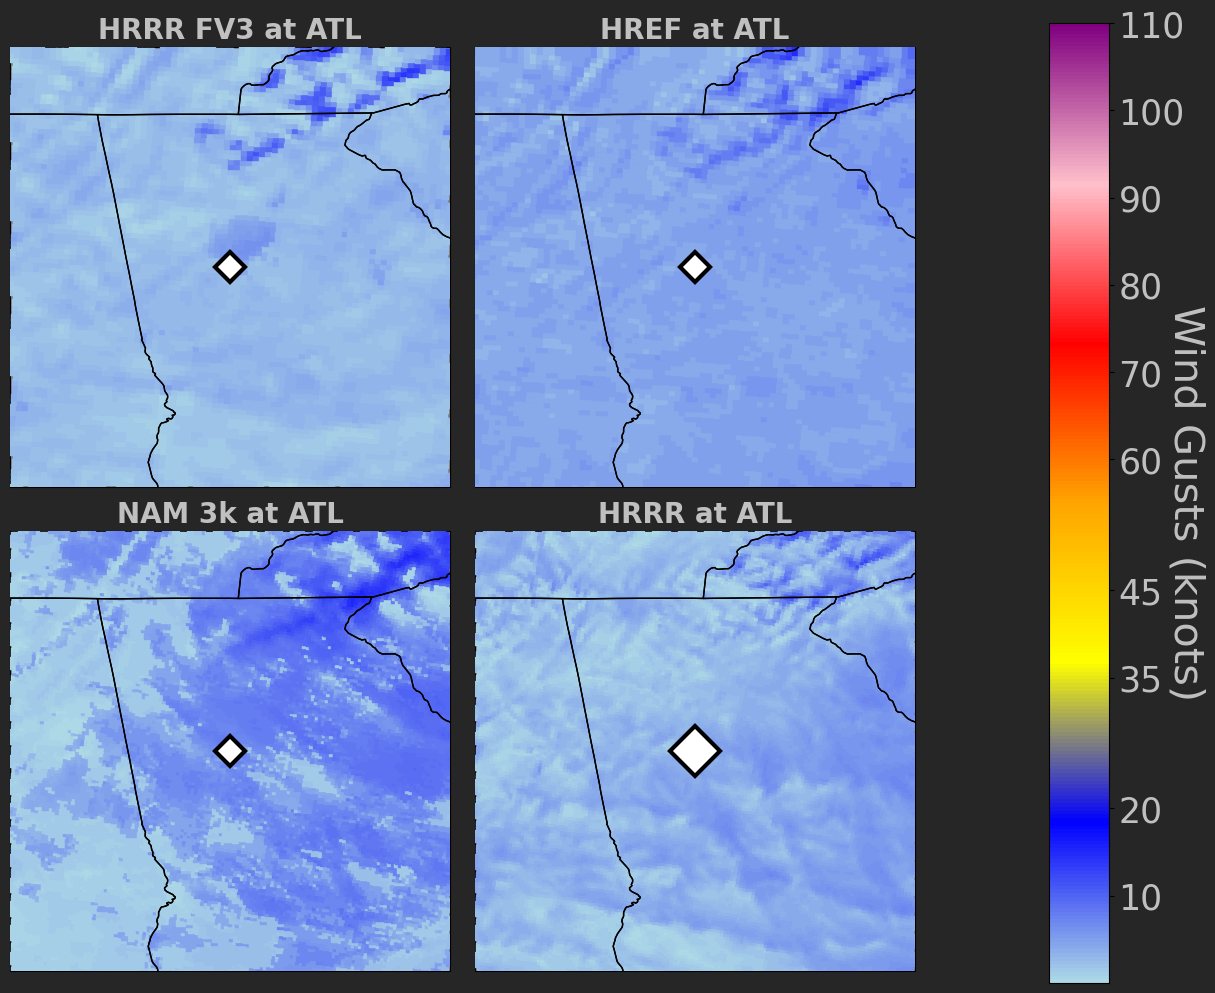 HRRR FV3 at ATL
HREF at ATL
NAM 3k at ATL
HRRR at ATL
110
100
90
80
70
60
45
35
20
10
Wind Gusts (knots)